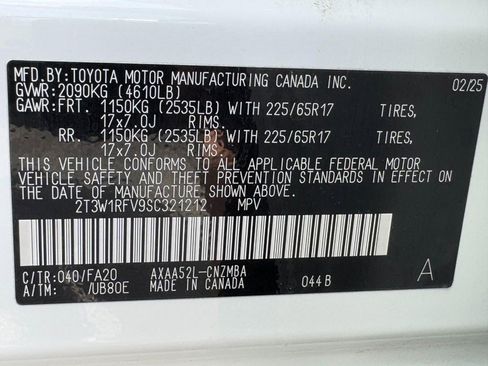 MFD.BY:TOYOTA MOTOR MANUFACTURING CANADA INC. 02/25
GVWR:2090KG (4610LB)
GAWR:FRT. 1150KG (2535LB) WITH 225/65R17 TIRES,
17x7.0J RIMS.
RR. 1150KG (2535LB) WITH 225/65R17 TIRES,
17x7.0J RIMS.
THIS VEHICLE CONFORMS TO ALL APPLICABLE FEDERAL MOTOR
VEHICLE SAFETY AND THEFT PREVENTION STANDARDS IN EFFECT ON
THE DATE OF MANUFACTURE SHOWN ABOVE.
2T3W1RFV9SC321212 MPV
C/TR:040/FA20 AXAA52L-CNZMBA A
A/TM: /UB80E MADE IN CANADA 044B